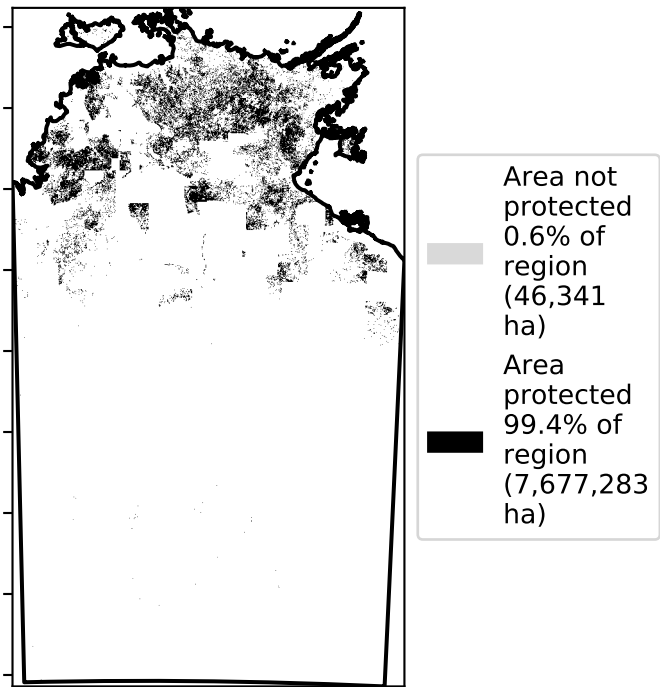 Area not
protected
0.6% of
region
(46,341
ha)
Area
protected
99.4% of
region
(7,677,283
ha)